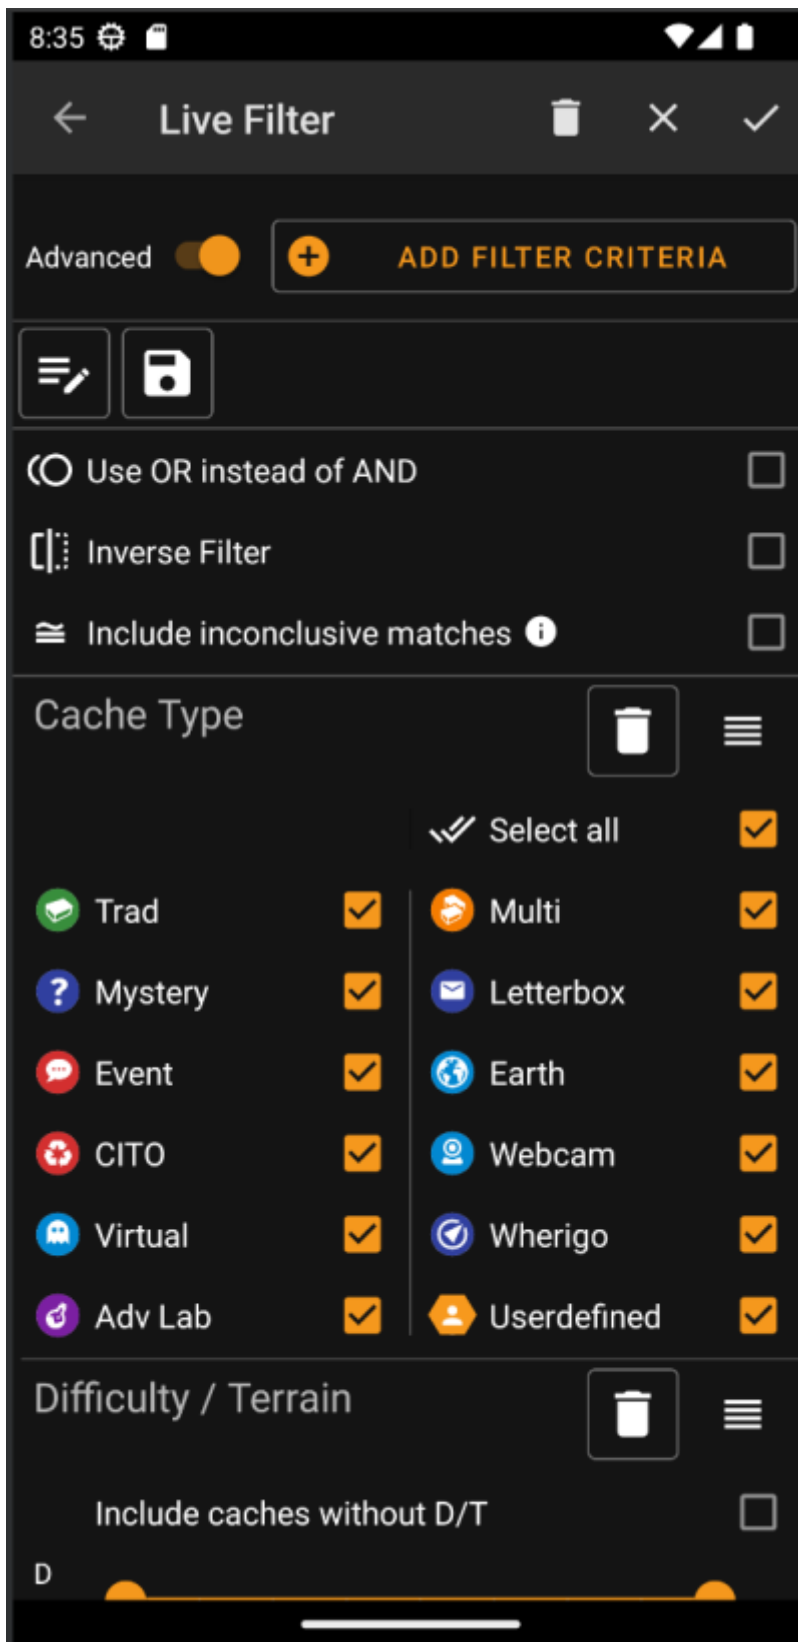 8:35
Live Filter
Advanced
ADD FILTER CRITERIA
Use OR instead of AND
Inverse Filter
Include inconclusive matches
Cache Type
Select all
Trad
Multi
Mystery
Letterbox
Event
Earth
CITO
Webcam
Virtual
Wherigo
Adv Lab
Userdefined
Difficulty / Terrain
Include caches without D/T
D